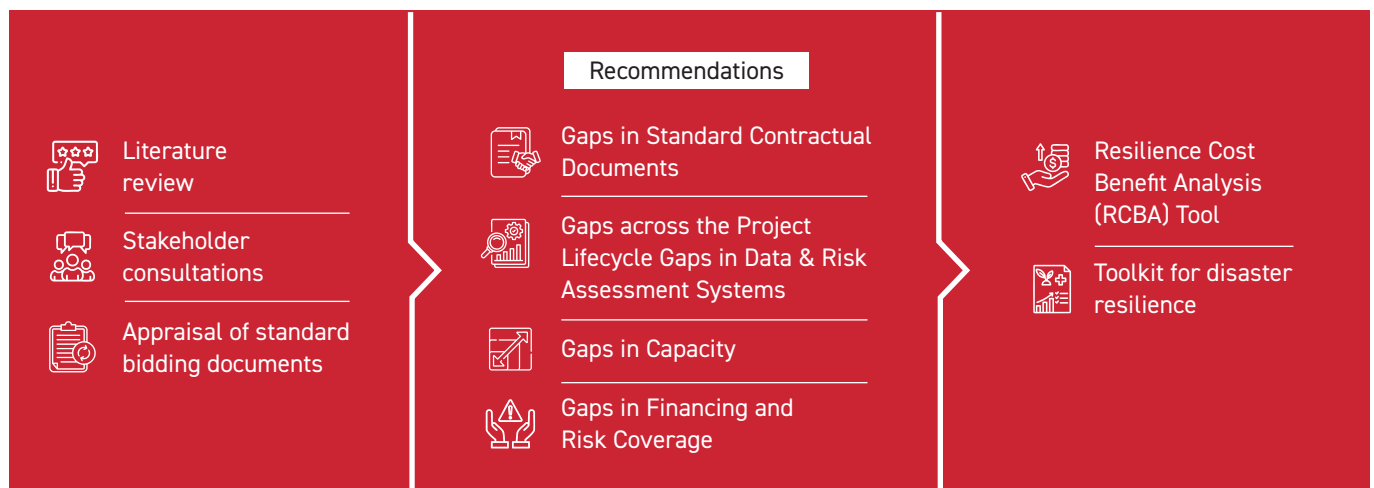 Literature
review
Stakeholder
consultations
Appraisal of standard
bidding documents
Recommendations
Gaps in Standard Contractual
Documents
Gaps across the Project
Lifecycle Gaps in Data & Risk
Assessment Systems
Gaps in Capacity
Gaps in Financing and
Risk Coverage
Resilience Cost
Benefit Analysis
(RCBA) Tool
Toolkit for disaster
resilience